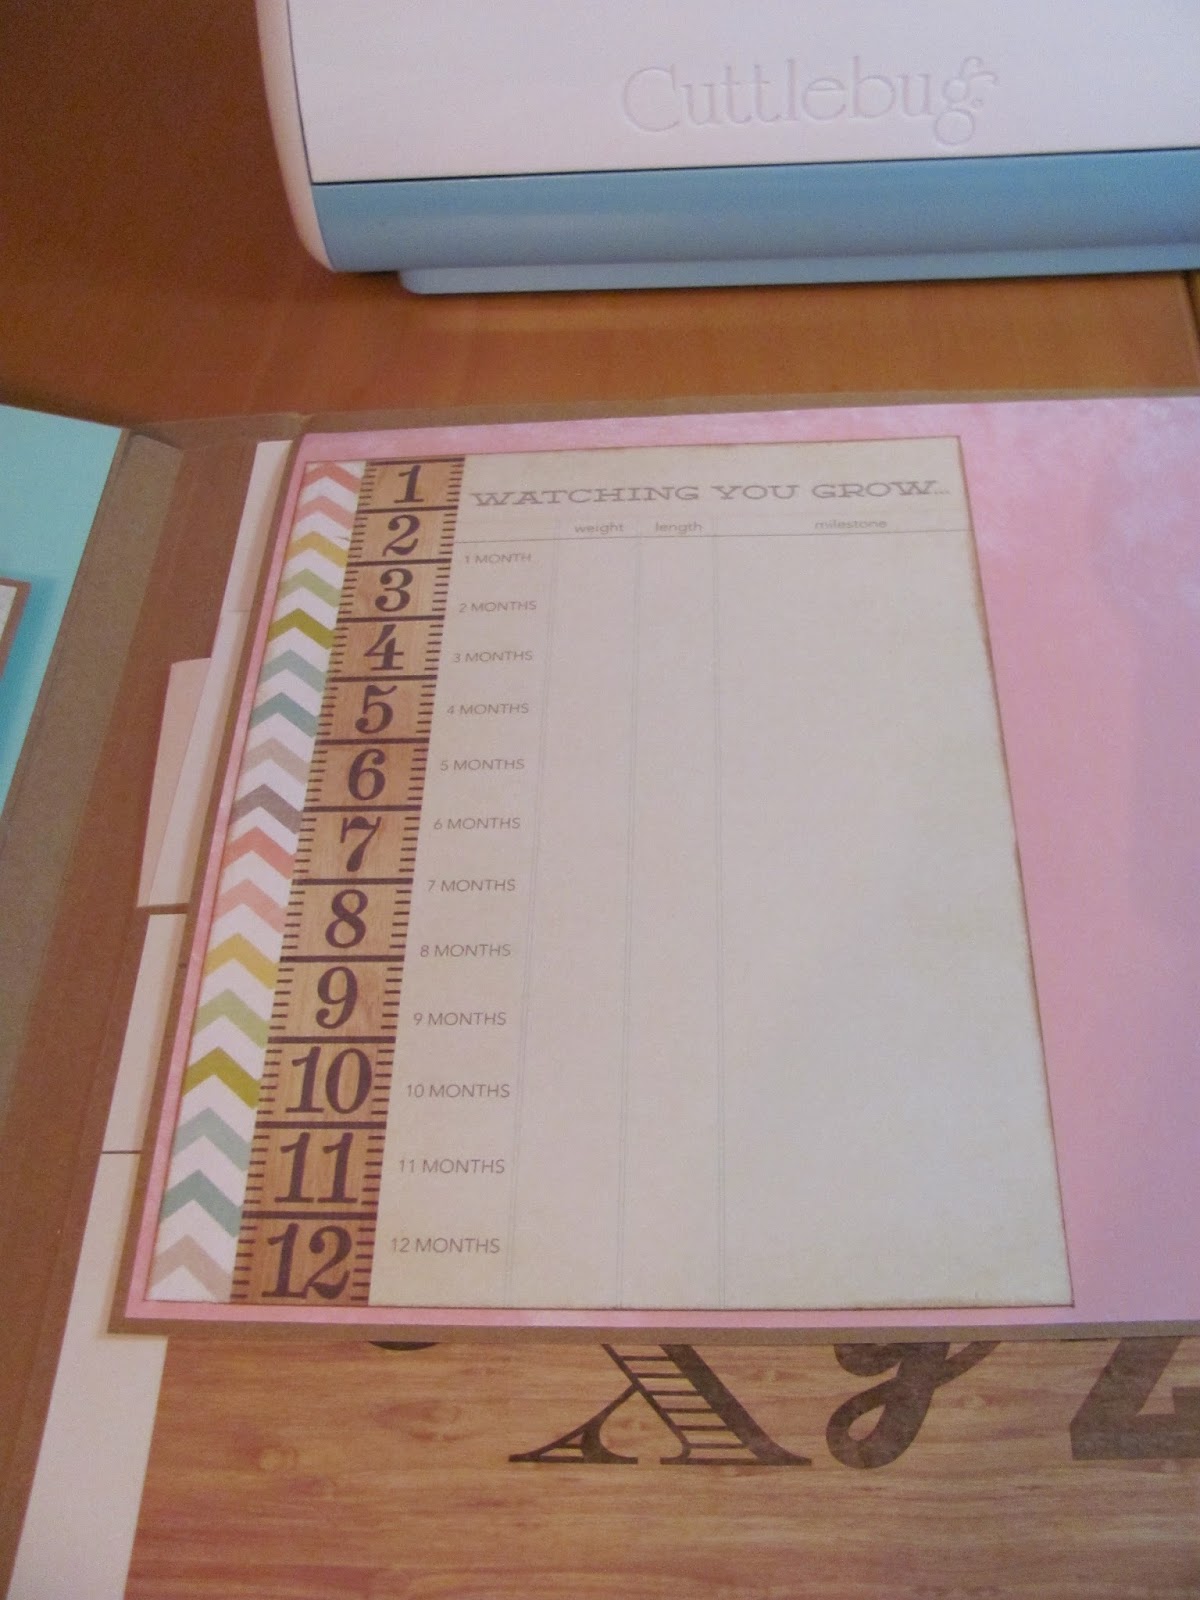 Cuttlebug
WATCHING YOU GROW...
weight length milestone
1 1 MONTH
2 2 MONTHS
3 3 MONTHS
4 4 MONTHS
5 5 MONTHS
6 6 MONTHS
7 7 MONTHS
8 8 MONTHS
9 9 MONTHS
10 10 MONTHS
11 11 MONTHS
12 12 MONTHS